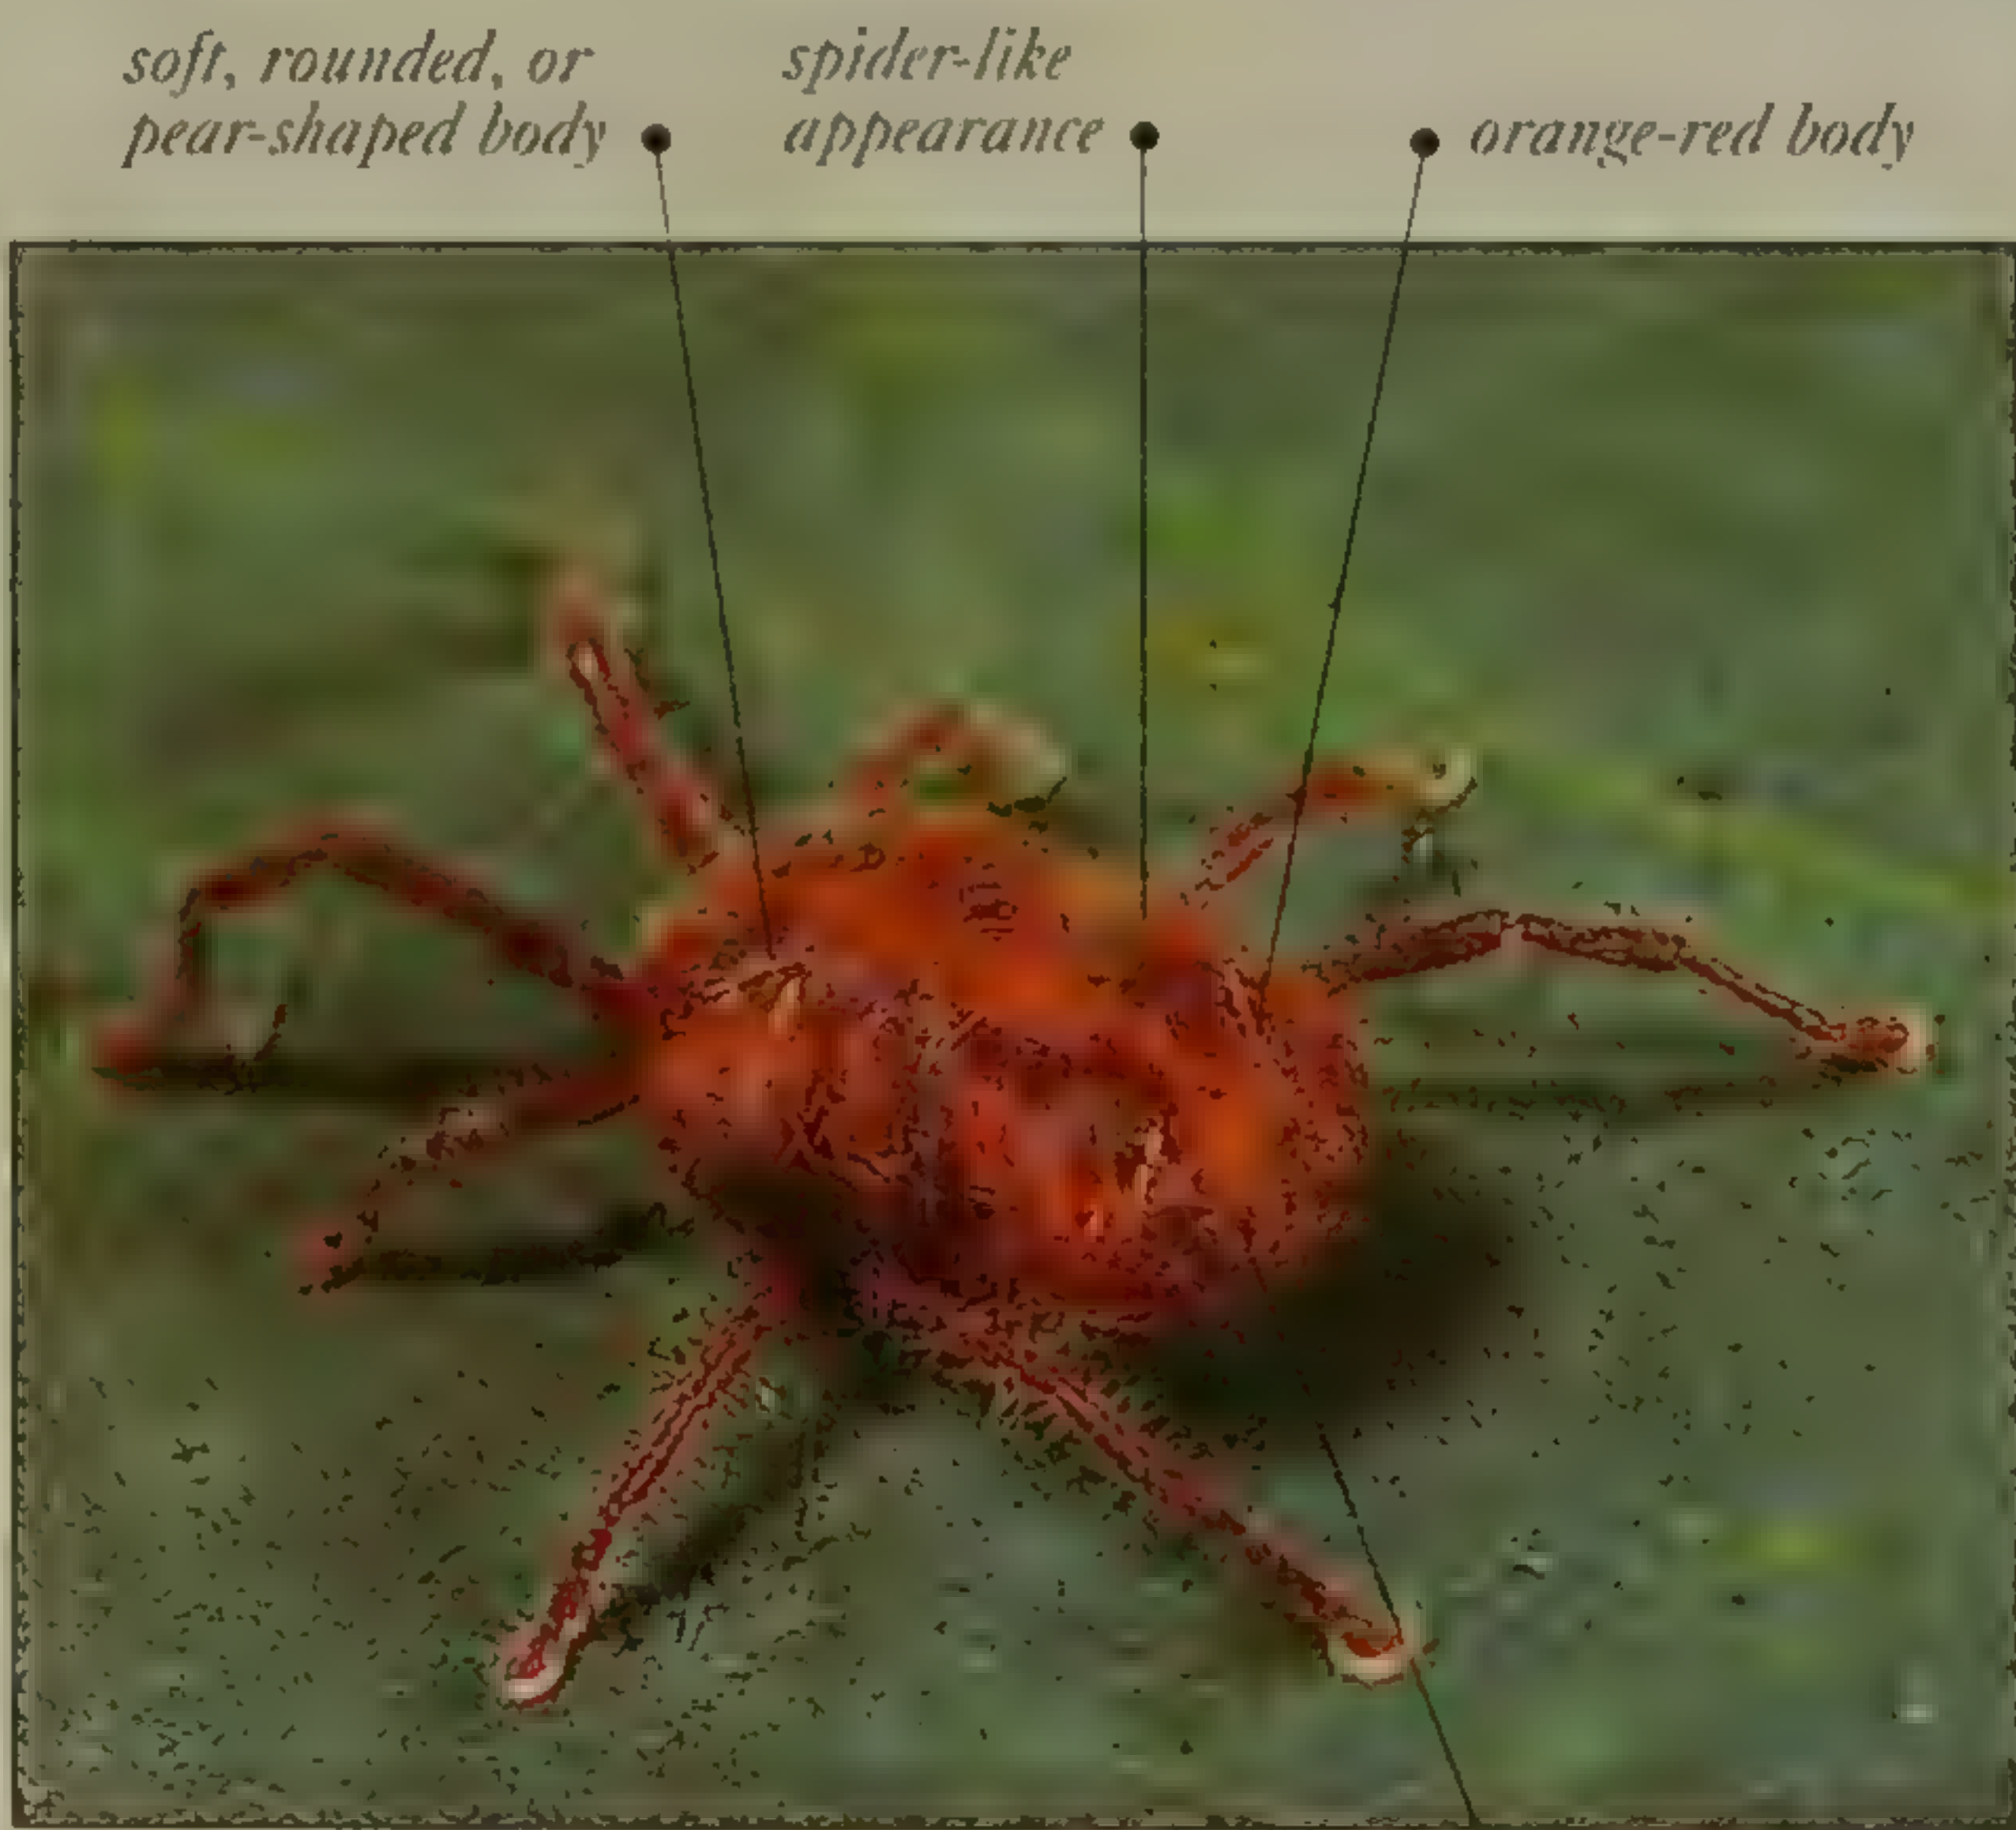 soft, rounded, or
pear-shaped body
spider-like
appearance
orange-red body